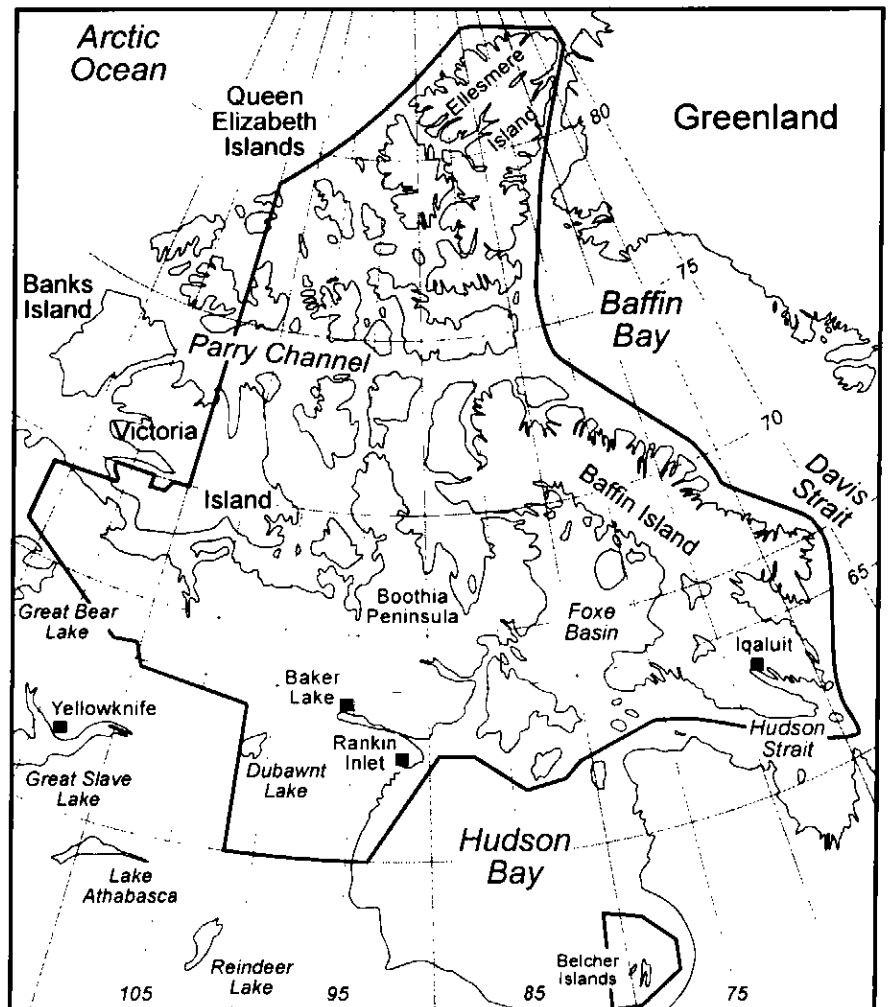 Arctic
Ocean
Queen
Elizabeth
Islands
Ellesmere
Island
80
Greenland
75
Banks
Island
Baffin
Bay
Parry Channel
Victoria
70
Davis
Strait
Island
Baffin Island
65
Boothia
Peninsula
Foxe
Basin
Great Bear
Lake
Iqaluit
Baker
Lake
Yellowknife
Hudson
Strait
Rankin
Inlet
Dubawnt
Lake
Great Slave
Lake
Hudson
Bay
Lake
Athabasca
Belcher
Islands
Reindeer
Lake
105
95
85
75